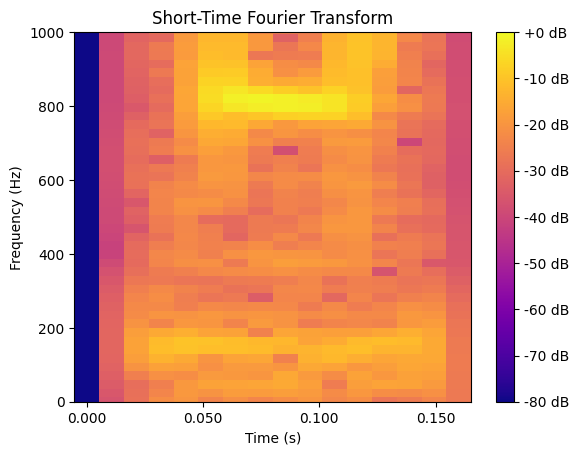 Short-Time Fourier Transform
1000
800
600
400
200
0
Frequency (Hz)
0.000
0.050
0.100
0.150
Time (s)
+0 dB
-10 dB
-20 dB
-30 dB
-40 dB
-50 dB
-60 dB
-70 dB
-80 dB